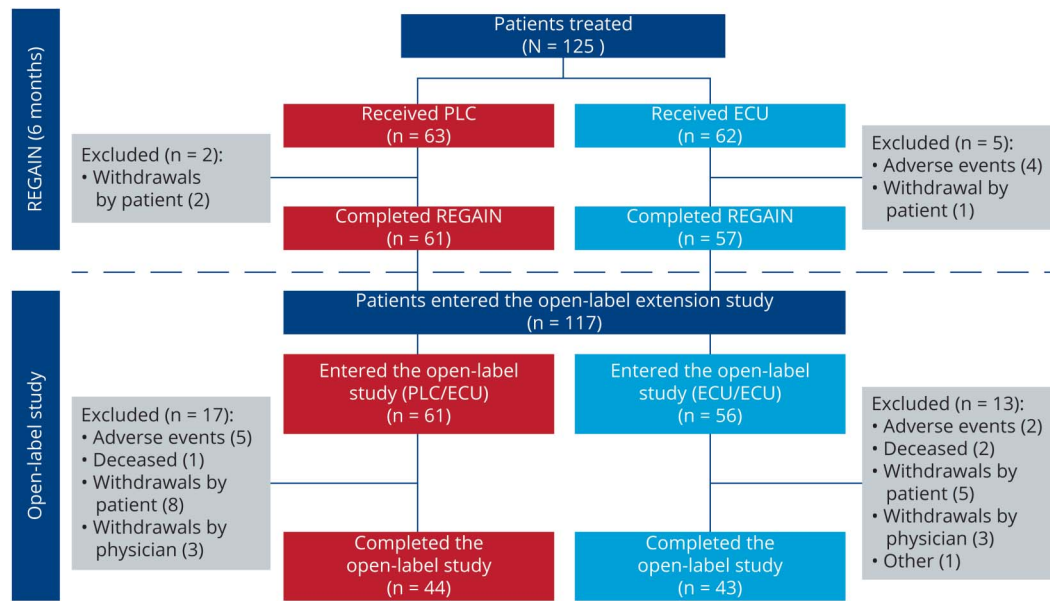 REGAIN (6 months)
Patients treated
(N = 125 )
Received PLC
(n = 63)
Received ECU
(n = 62)
Excluded (n = 2):
• Withdrawals
by patient (2)
Excluded (n = 5):
• Adverse events (4)
• Withdrawal by
patient (1)
Completed REGAIN
(n = 61)
Completed REGAIN
(n = 57)
Open-label study
Patients entered the open-label extension study
(n = 117)
Entered the open-label
study (PLC/ECU)
(n = 61)
Entered the open-label
study (ECU/ECU)
(n = 56)
Excluded (n = 17):
• Adverse events (5)
• Deceased (1)
• Withdrawals by
patient (8)
• Withdrawals by
physician (3)
Excluded (n = 13):
• Adverse events (2)
• Deceased (2)
• Withdrawals by
patient (5)
• Withdrawals by
physician (3)
• Other (1)
Completed the
open-label study
(n = 44)
Completed the
open-label study
(n = 43)